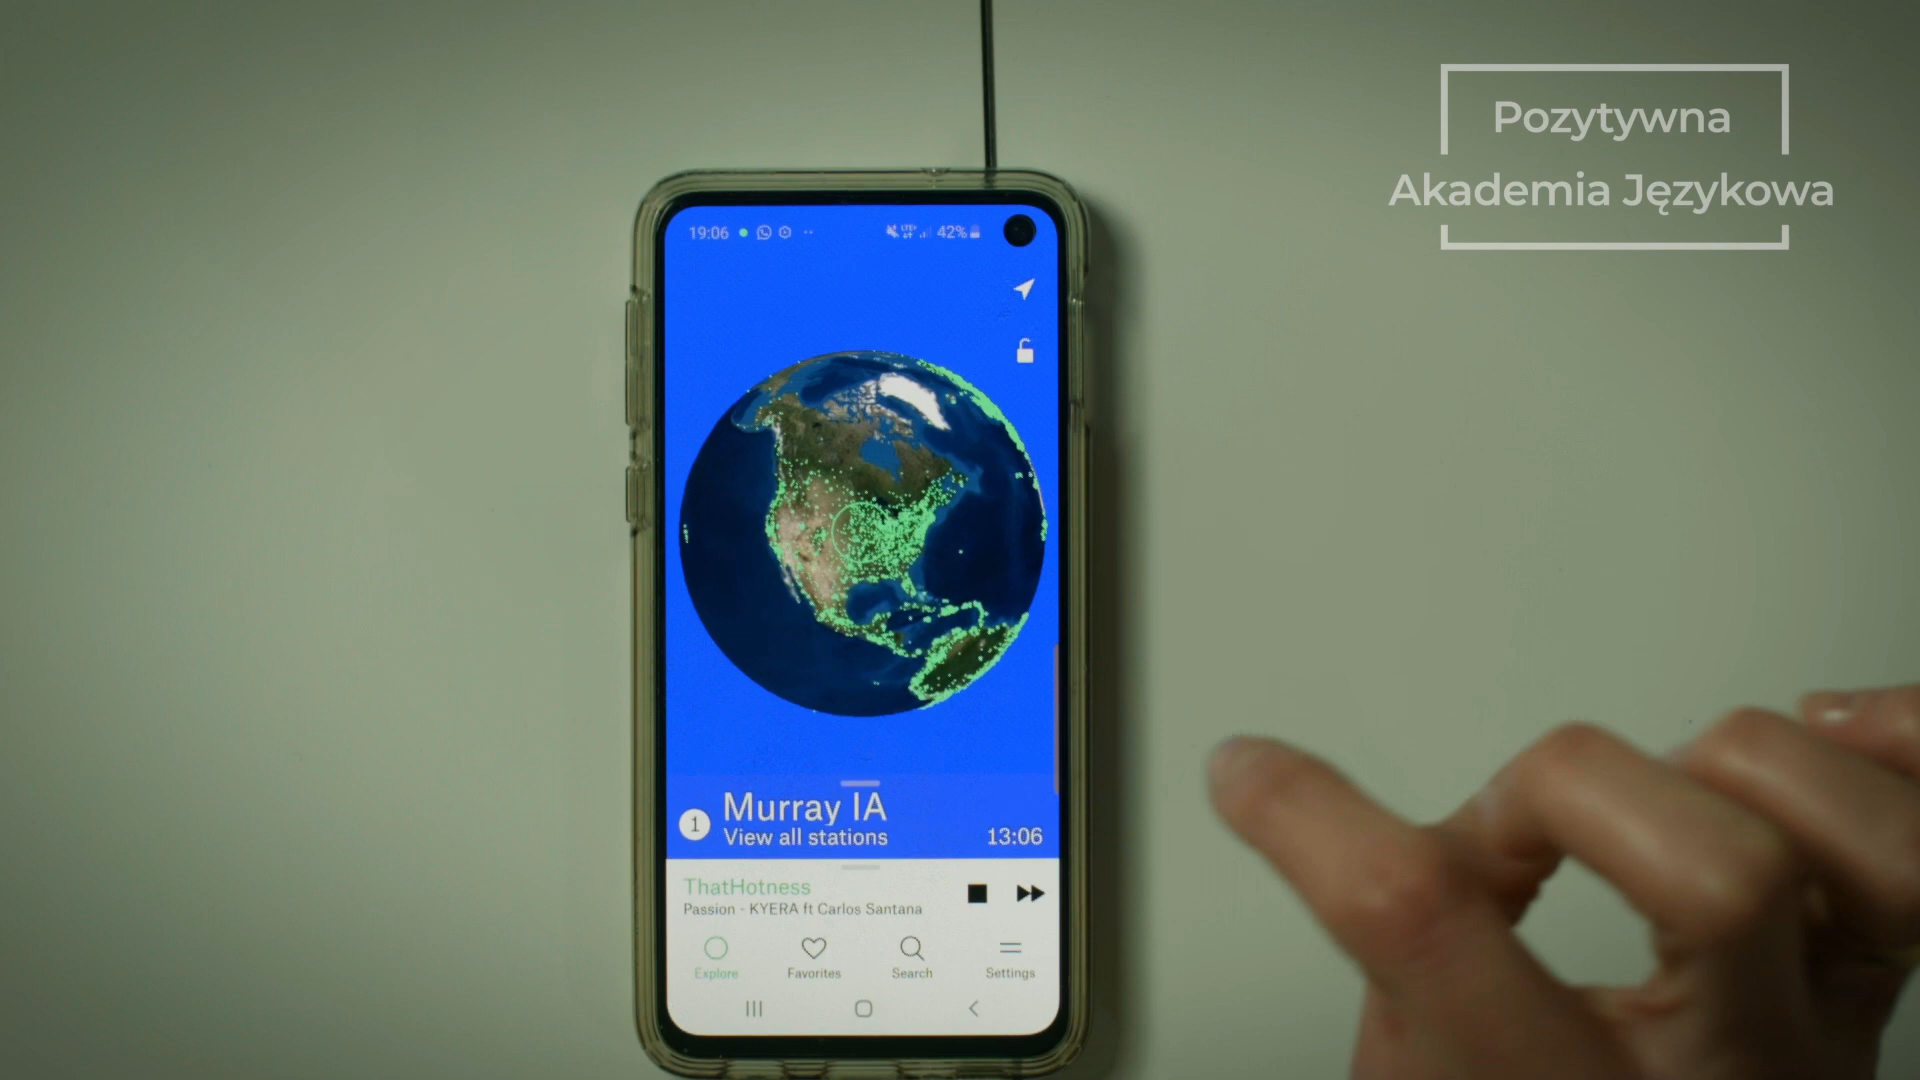 Pozytywna
Akademia Językowa
19:06
42%
Murray IA
1
View all stations
13:06
ThatHotness
Passion - KYERA ft Carlos Santana
Explore
Favorites
Search
Settings